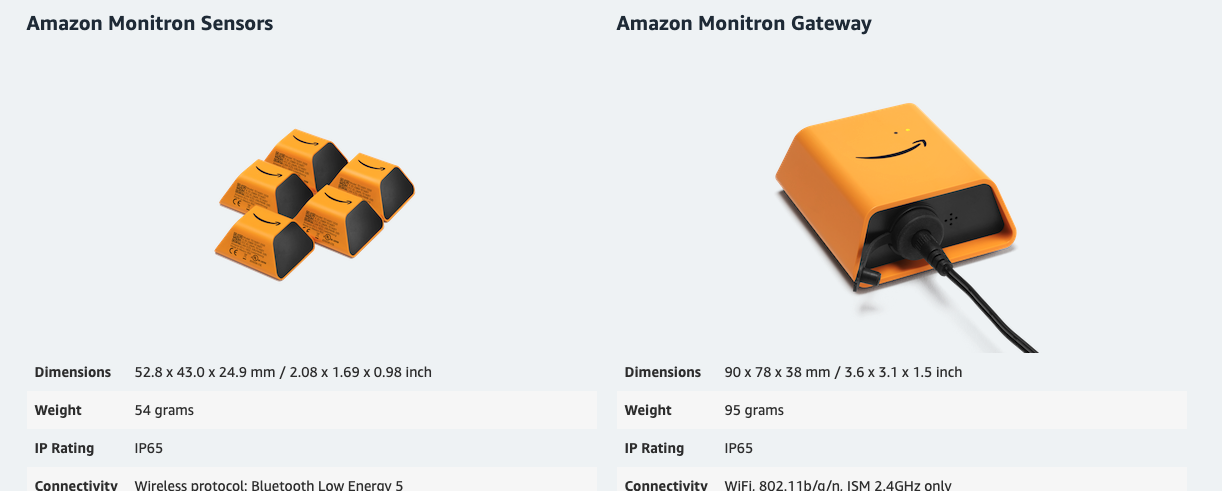 Amazon Monitron Sensors
Amazon Monitron Gateway
Dimensions 52.8 x 43.0 x 24.9 mm / 2.08 x 1.69 x 0.98 inch
Weight 54 grams
IP Rating IP65
Connectivity Wireless protocol: Bluetooth Low Energy 5
Dimensions 90 x 78 x 38 mm / 3.6 x 3.1 x 1.5 inch
Weight 95 grams
IP Rating IP65
Connectivity WiFi, 802.11b/g/n, ISM 2.4GHz only